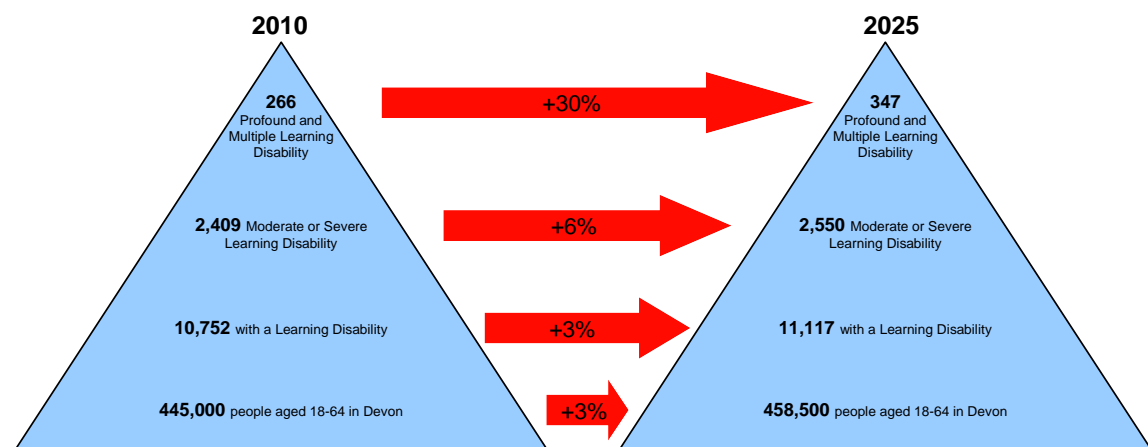 2010
2025
266
Profound and
Multiple Learning
Disability
+30%
347
Profound and
Multiple Learning
Disability
2,409 Moderate or Severe
Learning Disability
+6%
2,550 Moderate or Severe
Learning Disability
10,752 with a Learning Disability
+3%
11,117 with a Learning Disability
445,000 people aged 18-64 in Devon
+3%
458,500 people aged 18-64 in Devon